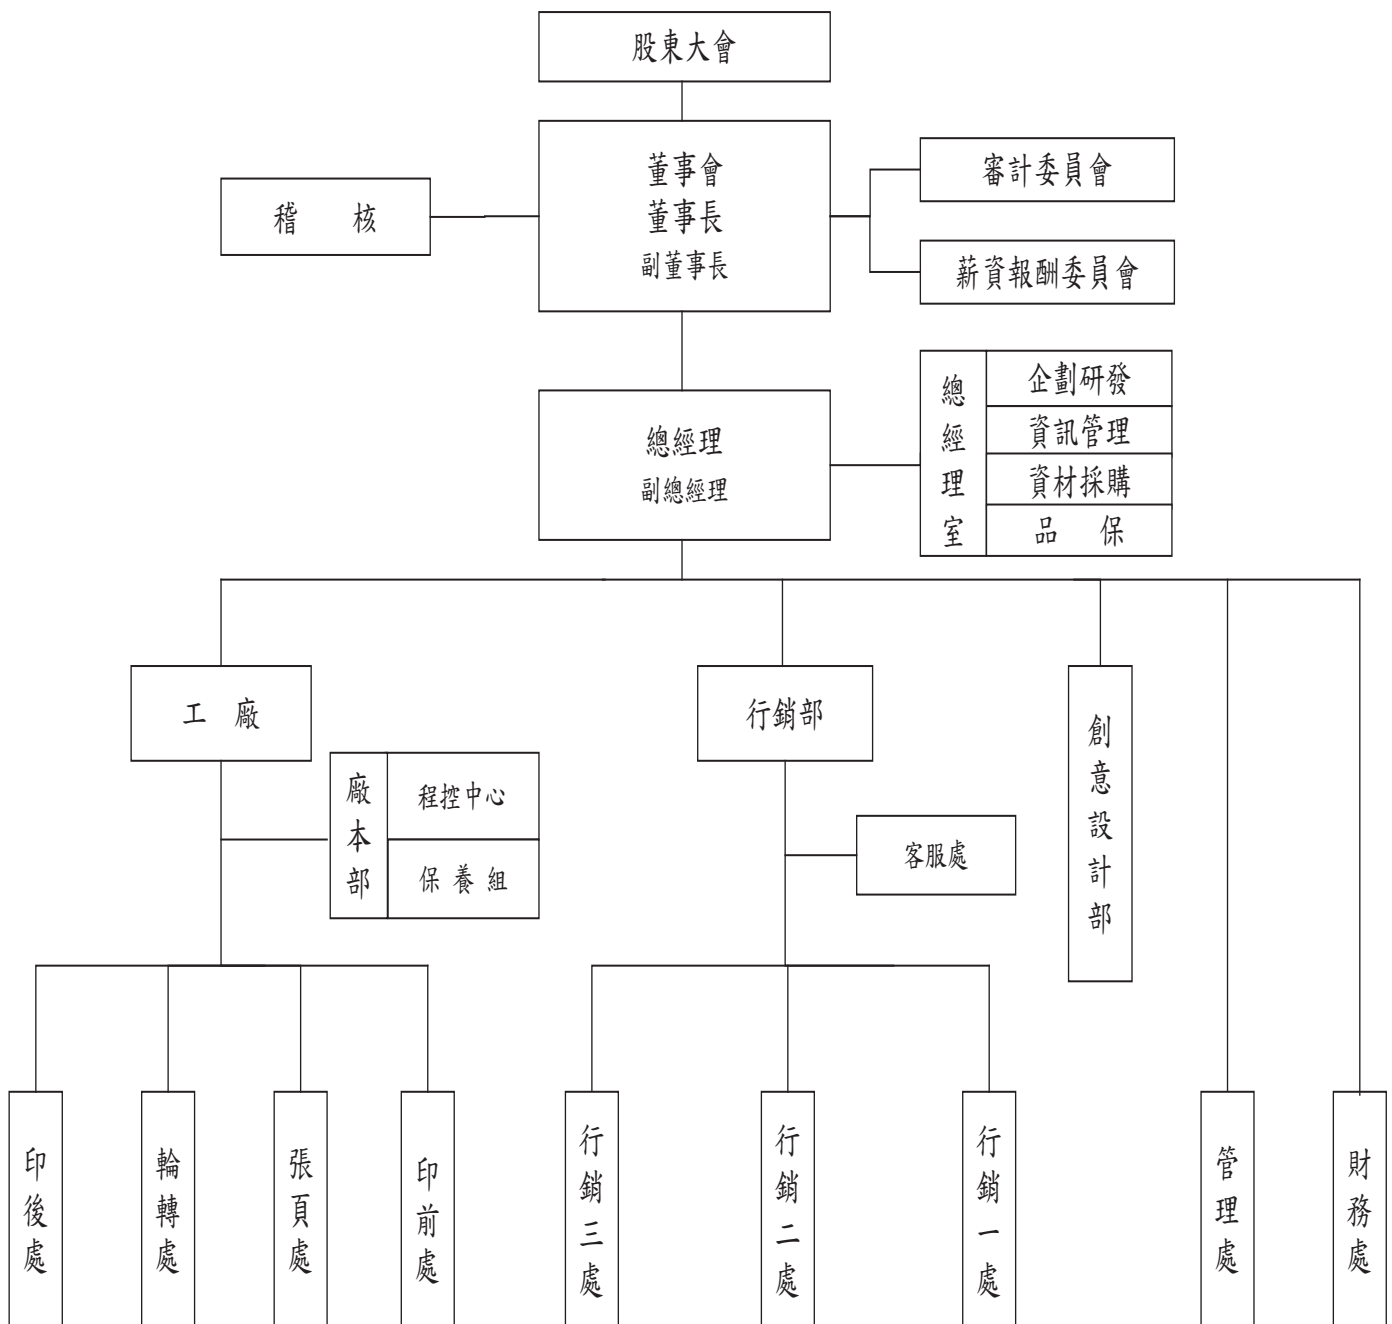 股東大會
董事會
董事長
副董事長
稽　核
審計委員會
薪資報酬委員會
總經理
副總經理
總經理室
企劃研發
資訊管理
資材採購
品　保
工　廠
行銷部
創意設計部
廠本部
程控中心
保養組
客服處
印後處
輪轉處
張頁處
印前處
行銷三處
行銷二處
行銷一處
管理處
財務處